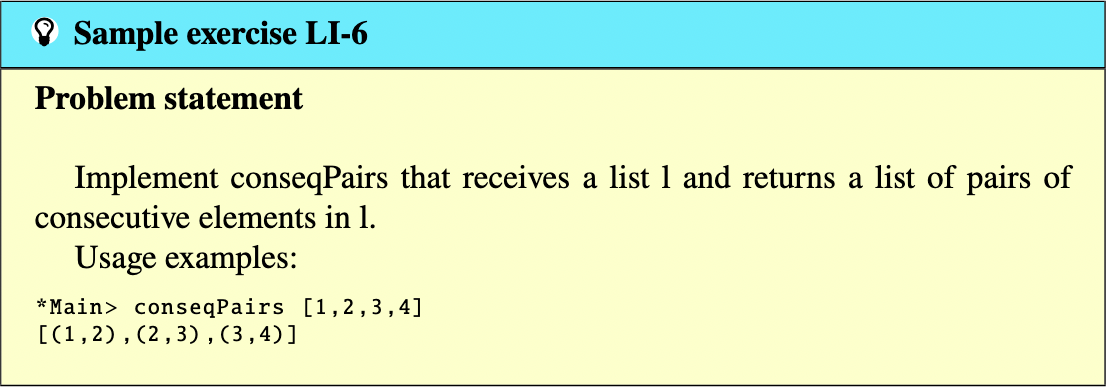 Sample exercise LI-6
Problem statement
Implement conseqPairs that receives a list l and returns a list of pairs of
consecutive elements in l.
Usage examples:
*Main> conseqPairs [1,2,3,4]
[(1,2),(2,3),(3,4)]